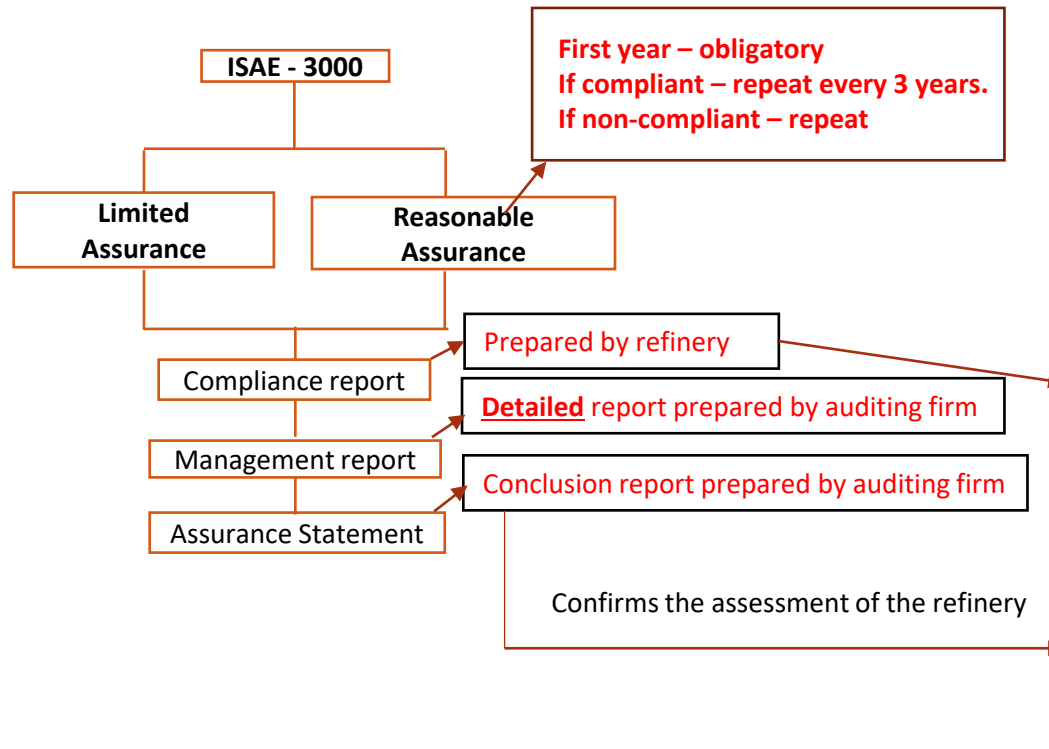 First year – obligatory
If compliant – repeat every 3 years.
If non-compliant – repeat
ISAE - 3000
Limited
Assurance
Reasonable
Assurance
Prepared by refinery
Compliance report
Detailed report prepared by auditing firm
Management report
Conclusion report prepared by auditing firm
Assurance Statement
Confirms the assessment of the refinery